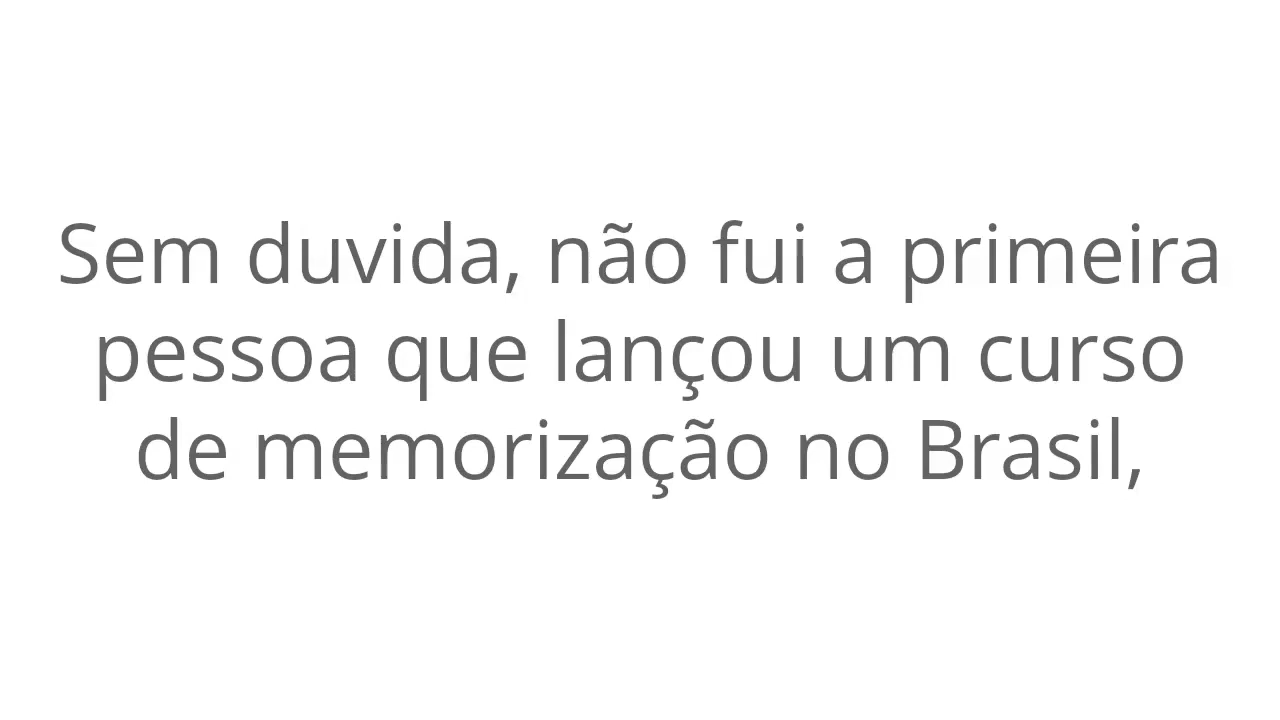 Sem duvida, não fui a primeira
pessoa que lançou um curso
de memorização no Brasil,